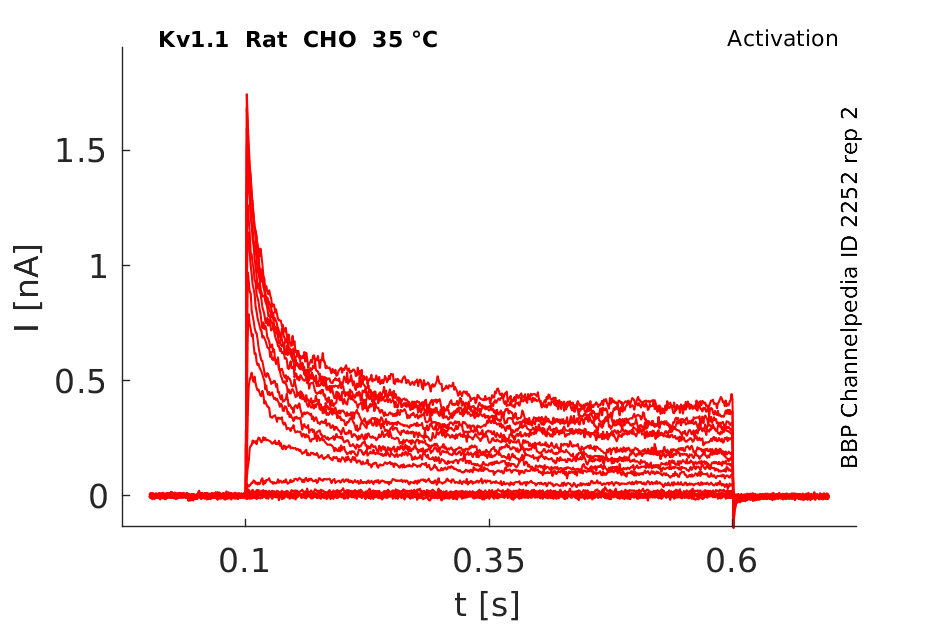 Kv1.1 Rat CHO 35 °C
Activation
1.5
1
0.5
0
I [nA]
0.1
0.35
0.6
t [s]
BBP Channelpedia ID 2252 rep 2